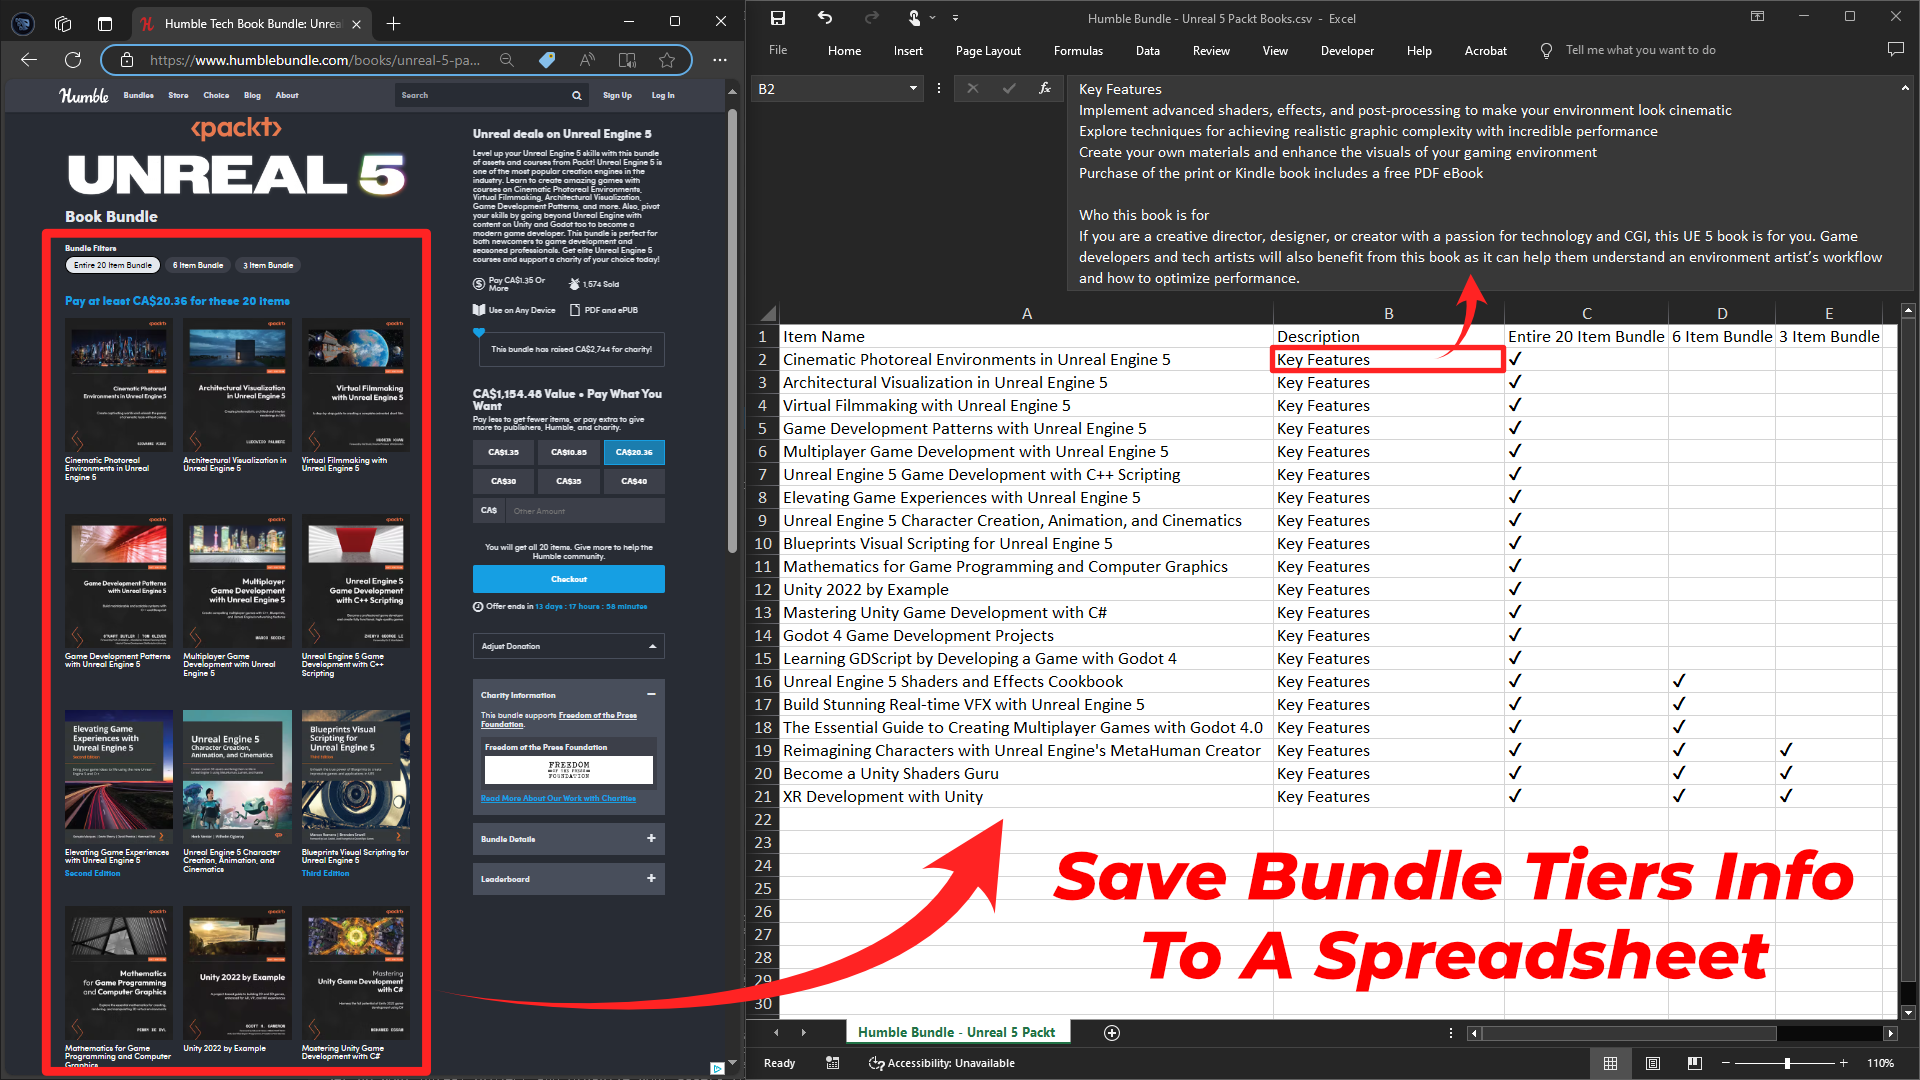 Humble Tech Book Bundle: Unrea
https://www.humblebundle.com/books/unreal-5-pa...
Humble
Bundles
Store
Choice
Blog
About
Search
Sign Up
Log In
<packt>
UNREAL 5
Book Bundle
Bundle Filters
Entire 20 Item Bundle
6 Item Bundle
3 Item Bundle
Pay at least CA$20.36 for these 20 items
Cinematic Photoreal
Environments in Unreal
Engine 5
Architectural Visualization in
Unreal Engine 5
Virtual Filmmaking with
Unreal Engine 5
Game Development Patterns
with Unreal Engine 5
Multiplayer Game
Development with Unreal
Engine 5
Unreal Engine 5 Game
Development with C++
Scripting
Elevating Game Experiences
with Unreal Engine 5
Second Edition
Unreal Engine 5 Character
Creation, Animation, and
Cinematics
Blueprints Visual Scripting for
Unreal Engine 5
Third Edition
Mathematics for Game
Programming and Computer
Graphics
Unity 2022 by Example
Mastering Unity Game
Development with C#
Unreal deals on Unreal Engine 5
Level up your Unreal Engine 5 skills with this bundle
of assets and courses from Packt! Unreal Engine 5 is
one of the most popular creation engines in the
industry. Learn to create amazing games with
courses on Cinematic Photoreal Environments,
Virtual Filmmaking, Architectural Visualization,
Game Development Patterns, and more. Also, pivot
your skills by going beyond Unreal Engine with
content on Unity and Godot too to become a
modern game developer. This bundle is perfect for
both newcomers to game development and
seasoned professionals. Get elite Unreal Engine 5
courses and support a charity of your choice today!
Pay CA$1.35 Or
More
1,574 Sold
Use on Any Device
PDF and ePUB
This bundle has raised CA$2,744 for charity!
CA$1,154.48 Value • Pay What You
Want
Pay less to get fewer items, or pay extra to give
more to publishers, Humble, and charity.
CA$1.35
CA$10.85
CA$20.36
CA$30
CA$35
CA$40
CA$
Other Amount
You will get all 20 items. Give more to help the
Humble community.
Checkout
Offer ends in 13 days : 17 hours : 58 minutes
Adjust Donation
Charity Information
This bundle supports Freedom of the Press
Foundation.
Freedom of the Press Foundation
FREEDOM
OF THE PRESS
FOUNDATION
Read More About Our Work with Charities
Bundle Details
Leaderboard
Humble Bundle - Unreal 5 Packt Books.csv - Excel
File
Home
Insert
Page Layout
Formulas
Data
Review
View
Developer
Help
Acrobat
Tell me what you want to do
B2
fx
Key Features
Implement advanced shaders, effects, and post-processing to make your environment look cinematic
Explore techniques for achieving realistic graphic complexity with incredible performance
Create your own materials and enhance the visuals of your gaming environment
Purchase of the print or Kindle book includes a free PDF eBook
Who this book is for
If you are a creative director, designer, or creator with a passion for technology and CGI, this UE 5 book is for you. Game
developers and tech artists will also benefit from this book as it can help them understand an environment artist's workflow
and how to optimize performance.
A B C D E
1 Item Name Description Entire 20 Item Bundle 6 Item Bundle 3 Item Bundle
2 Cinematic Photoreal Environments in Unreal Engine 5 Key Features ✓
3 Architectural Visualization in Unreal Engine 5 Key Features ✓
4 Virtual Filmmaking with Unreal Engine 5 Key Features ✓
5 Game Development Patterns with Unreal Engine 5 Key Features ✓
6 Multiplayer Game Development with Unreal Engine 5 Key Features ✓
7 Unreal Engine 5 Game Development with C++ Scripting Key Features ✓
8 Elevating Game Experiences with Unreal Engine 5 Key Features ✓
9 Unreal Engine 5 Character Creation, Animation, and Cinematics Key Features ✓
10 Blueprints Visual Scripting for Unreal Engine 5 Key Features ✓
11 Mathematics for Game Programming and Computer Graphics Key Features ✓
12 Unity 2022 by Example Key Features ✓
13 Mastering Unity Game Development with C# Key Features ✓
14 Godot 4 Game Development Projects Key Features ✓
15 Learning GDScript by Developing a Game with Godot 4 Key Features ✓
16 Unreal Engine 5 Shaders and Effects Cookbook Key Features ✓ ✓
17 Build Stunning Real-time VFX with Unreal Engine 5 Key Features ✓ ✓
18 The Essential Guide to Creating Multiplayer Games with Godot 4.0 Key Features ✓ ✓
19 Reimagining Characters with Unreal Engine's MetaHuman Creator Key Features ✓ ✓ ✓
20 Become a Unity Shaders Guru Key Features ✓ ✓ ✓
21 XR Development with Unity Key Features ✓ ✓ ✓
22
23
24
25
26
27
28
29
30
Save Bundle Tiers Info
To A Spreadsheet
Humble Bundle - Unreal 5 Packt
Ready
Accessibility: Unavailable
110%